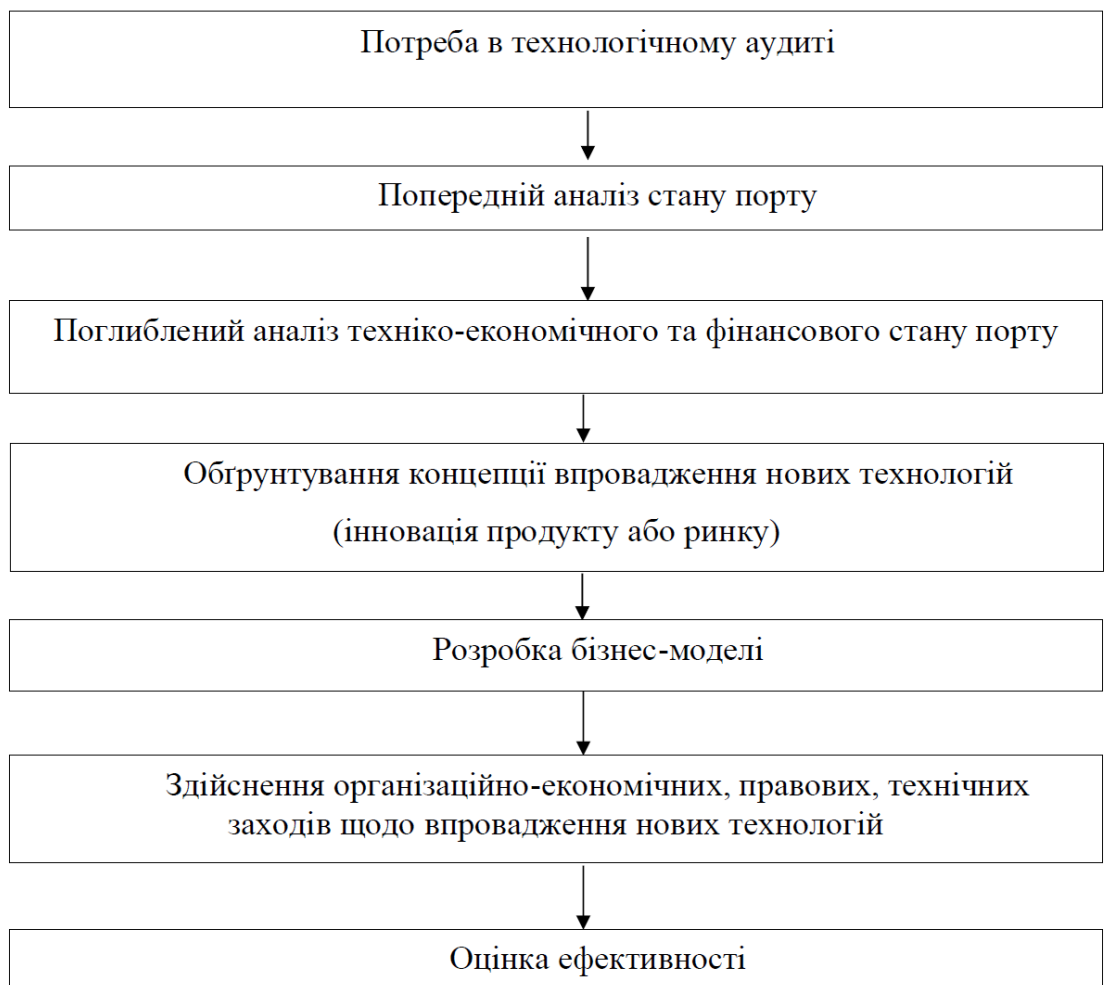 Потреба в технологічному аудиті
Попередній аналіз стану порту
Поглиблений аналіз техніко-економічного та фінансового стану порту
Обґрунтування концепції впровадження нових технологій
(інновація продукту або ринку)
Розробка бізнес-моделі
Здійснення організаційно-економічних, правових, технічних
заходів щодо впровадження нових технологій
Оцінка ефективності